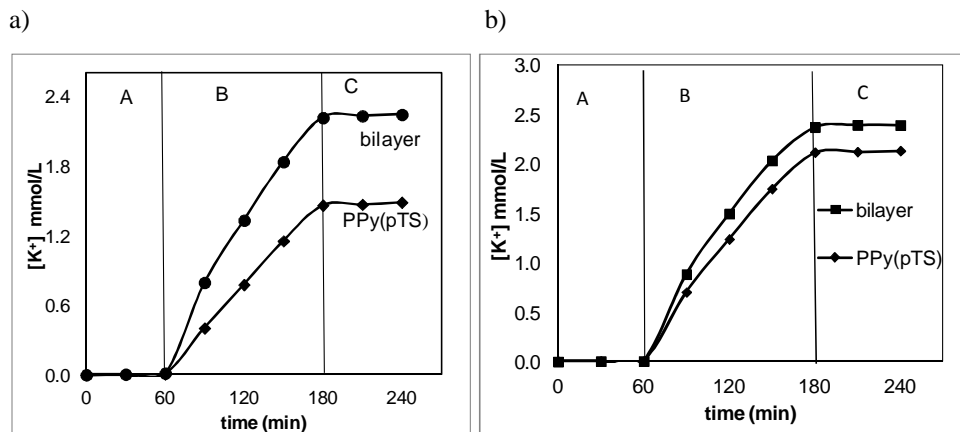 a)
b)
2.4
1.8
1.2
0.6
0.0
[K⁺] mmol/L
A
B
C
bilayer
PPy(pTS)
0 60 120 180 240
time (min)
3.0
2.5
2.0
1.5
1.0
0.5
0.0
[K⁺] mmol/L
A
B
C
bilayer
PPy(pTS)
0 60 120 180 240
time (min)